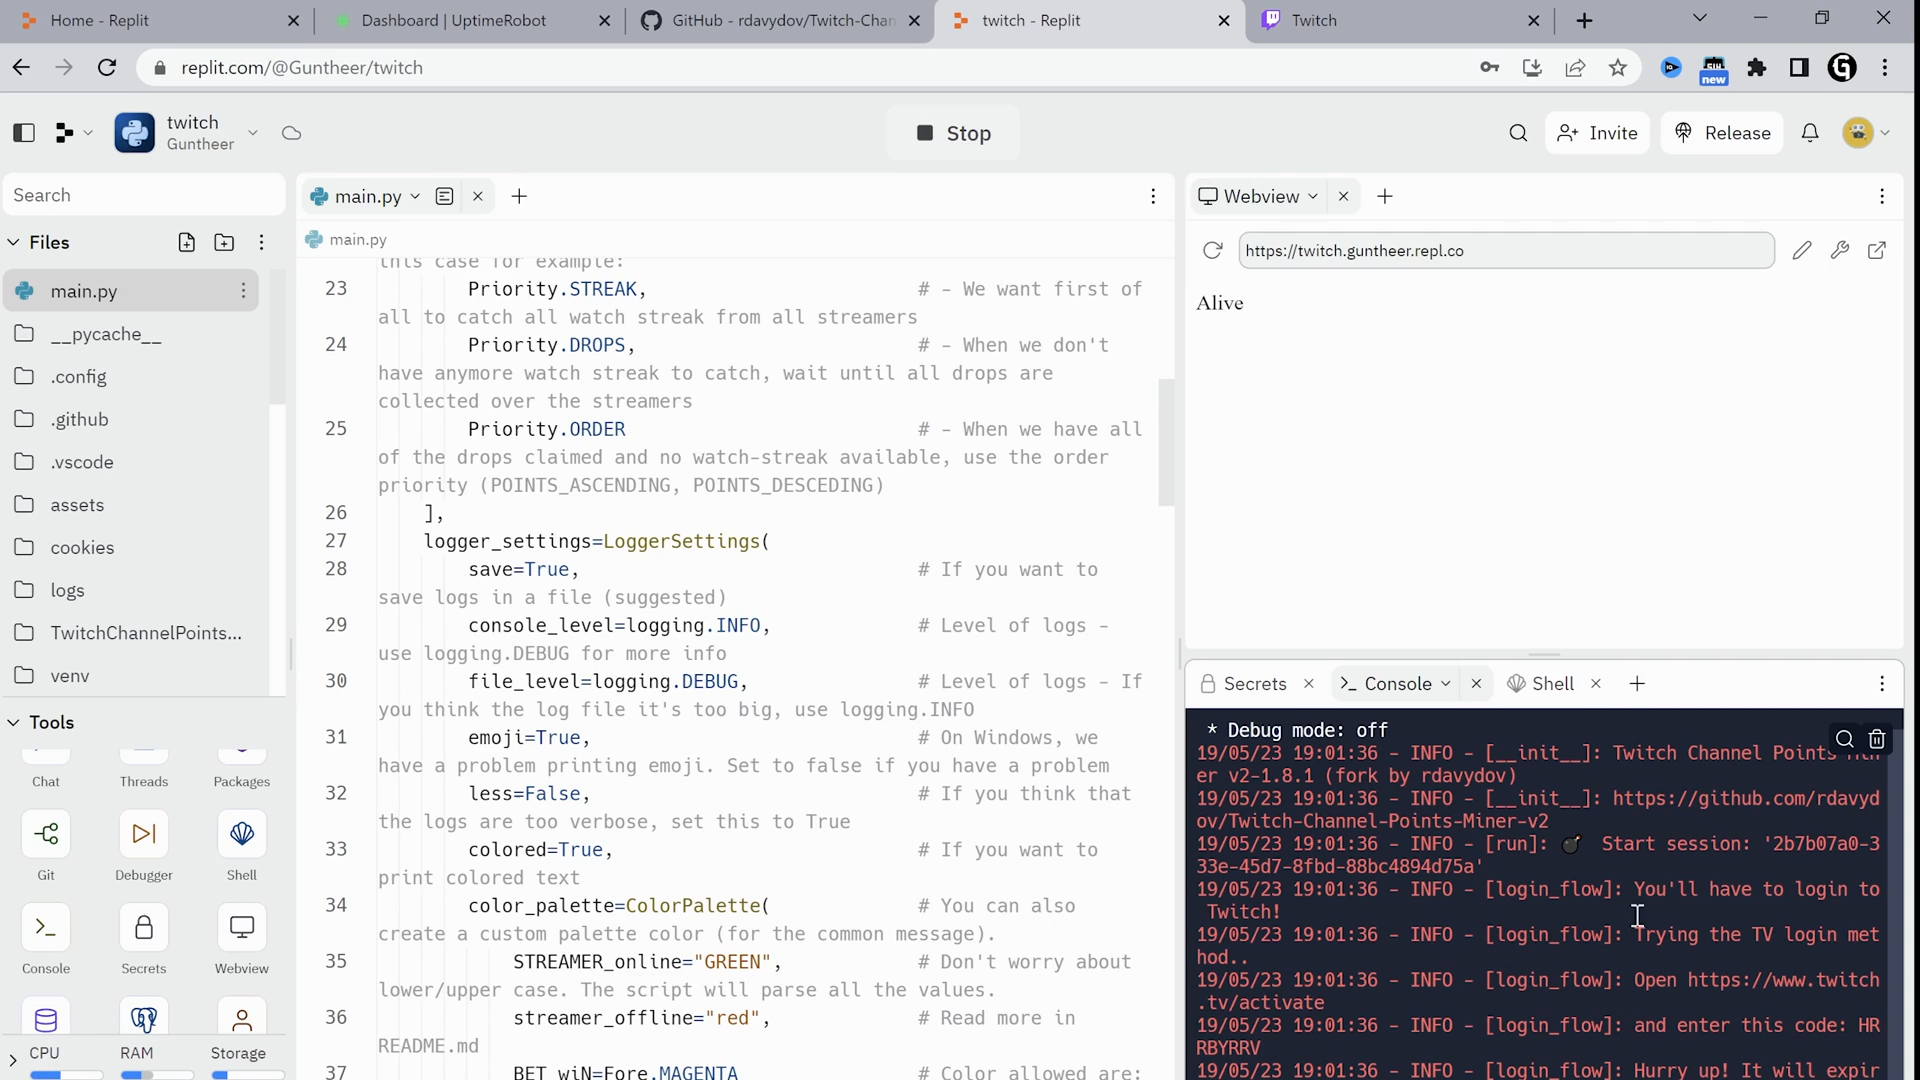 Home - Replit
Dashboard | UptimeRobot
GitHub - rdavydov/Twitch-Chan
twitch - Replit
Twitch
replit.com/@Guntheer/twitch
new
twitch
Guntheer
Stop
Invite
Release
Search
Files
main.py
__pycache__
.config
.github
.vscode
assets
cookies
logs
TwitchChannelPoints...
venv
Tools
Chat
Threads
Packages
Git
Debugger
Shell
Console
Secrets
Webview
CPU
RAM
Storage
main.py
main.py
this case for example:
23 Priority.STREAK, # - We want first of
all to catch all watch streak from all streamers
24 Priority.DROPS, # - When we don't
have anymore watch streak to catch, wait until all drops are
collected over the streamers
25 Priority.ORDER # - When we have all
of the drops claimed and no watch-streak available, use the order
priority (POINTS_ASCENDING, POINTS_DESCEDING)
26 ],
27 logger_settings=LoggerSettings(
28 save=True, # If you want to
save logs in a file (suggested)
29 console_level=logging.INFO, # Level of logs -
use logging.DEBUG for more info
30 file_level=logging.DEBUG, # Level of logs - If
you think the log file it's too big, use logging.INFO
31 emoji=True, # On Windows, we
have a problem printing emoji. Set to false if you have a problem
32 less=False, # If you think that
the logs are too verbose, set this to True
33 colored=True, # If you want to
print colored text
34 color_palette=ColorPalette( # You can also
create a custom palette color (for the common message).
35 STREAMER_online="GREEN", # Don't worry about
lower/upper case. The script will parse all the values.
36 streamer_offline="red", # Read more in
README.md
37 BET_wiN=Fore.MAGENTA # Color allowed are:
Webview
https://twitch.guntheer.repl.co
Alive
Secrets
Console
Shell
* Debug mode: off
19/05/23 19:01:36 - INFO - [__init__]: Twitch Channel Points
er v2-1.8.1 (fork by rdavydov)
19/05/23 19:01:36 - INFO - [__init__]: https://github.com/rdavyd
ov/Twitch-Channel-Points-Miner-v2
19/05/23 19:01:36 - INFO - [run]: 💣 Start session: '2b7b07a0-3
33e-45d7-8fbd-88bc4894d75a'
19/05/23 19:01:36 - INFO - [login_flow]: You'll have to login to
Twitch!
19/05/23 19:01:36 - INFO - [login_flow]: Trying the TV login met
hod..
19/05/23 19:01:36 - INFO - [login_flow]: Open https://www.twitch
.tv/activate
19/05/23 19:01:36 - INFO - [login_flow]: and enter this code: HR
RBYRRV
19/05/23 19:01:36 - INFO - [login_flow]: Hurry up! It will expir